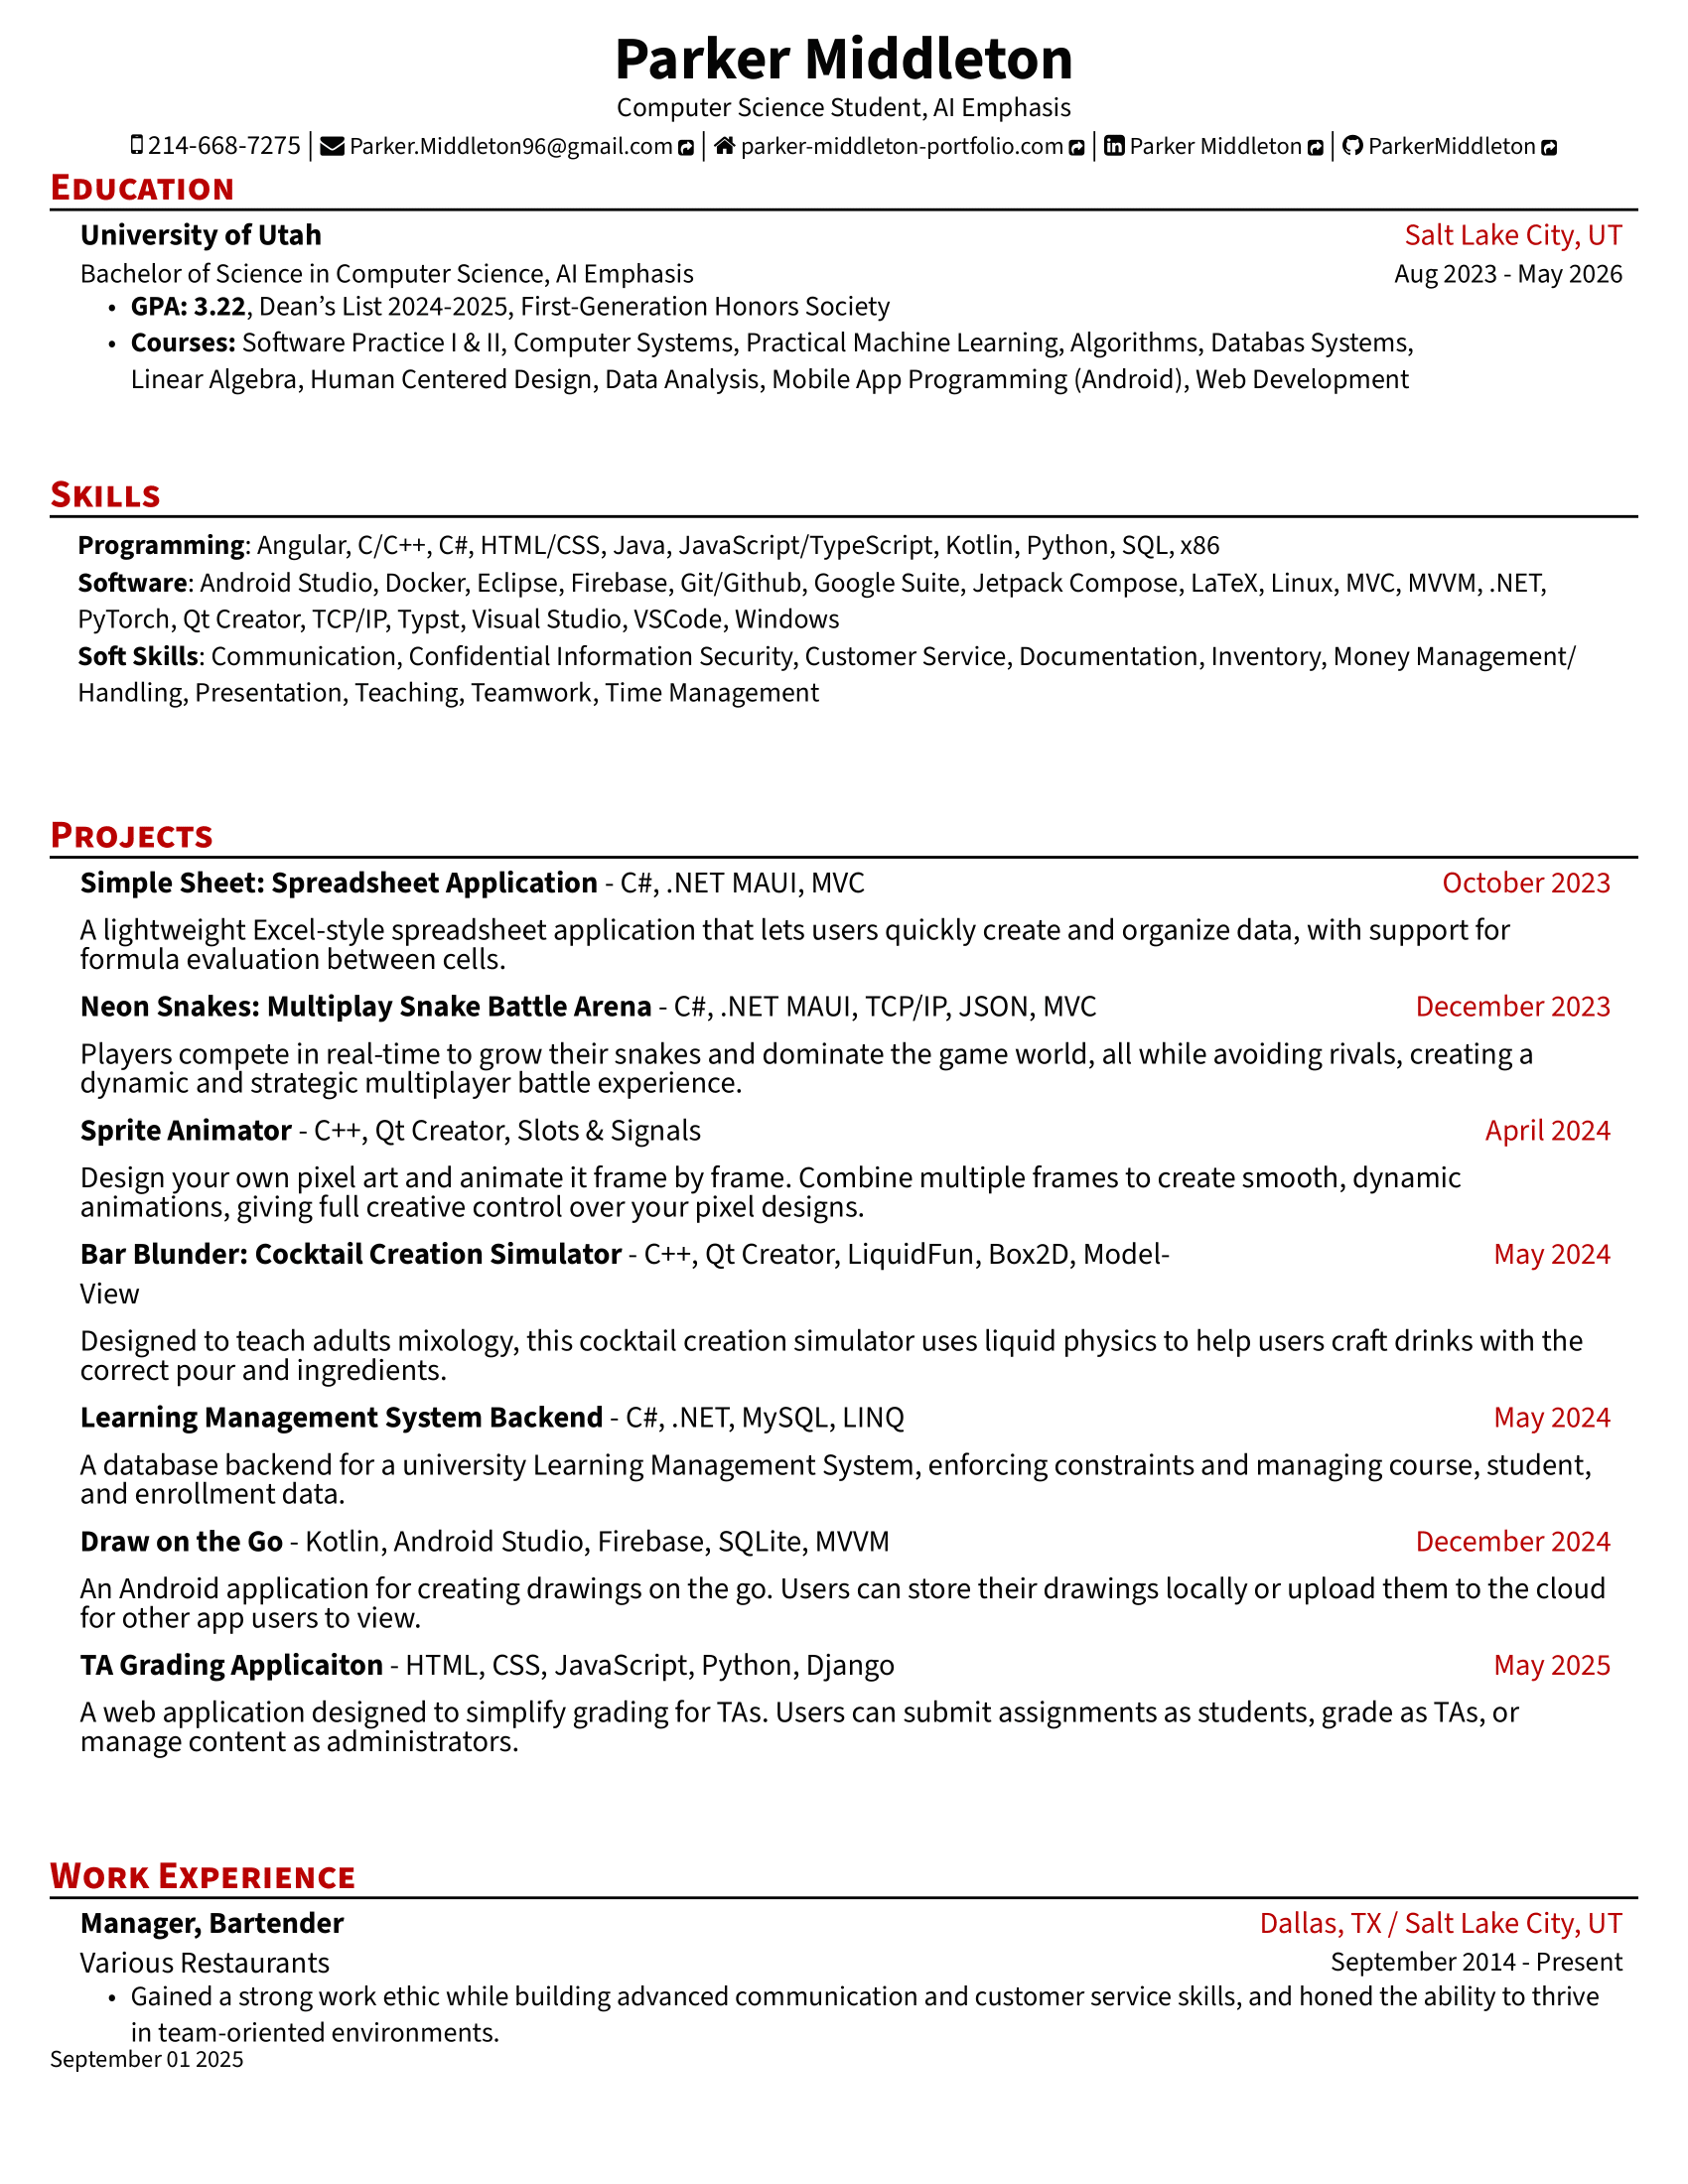 Parker Middleton
Computer Science Student, AI Emphasis
214-668-7275 | Parker.Middleton96@gmail.com | parker-middleton-portfolio.com | Parker Middleton | ParkerMiddleton
Education
University of Utah Salt Lake City, UT
Bachelor of Science in Computer Science, AI Emphasis Aug 2023 - May 2026
• GPA: 3.22, Dean’s List 2024-2025, First-Generation Honors Society
• Courses: Software Practice I & II, Computer Systems, Practical Machine Learning, Algorithms, Databas Systems,
Linear Algebra, Human Centered Design, Data Analysis, Mobile App Programming (Android), Web Development
Skills
Programming: Angular, C/C++, C#, HTML/CSS, Java, JavaScript/TypeScript, Kotlin, Python, SQL, x86
Software: Android Studio, Docker, Eclipse, Firebase, Git/Github, Google Suite, Jetpack Compose, LaTeX, Linux, MVC, MVVM, .NET,
PyTorch, Qt Creator, TCP/IP, Typst, Visual Studio, VSCode, Windows
Soft Skills: Communication, Confidential Information Security, Customer Service, Documentation, Inventory, Money Management/
Handling, Presentation, Teaching, Teamwork, Time Management
Projects
Simple Sheet: Spreadsheet Application - C#, .NET MAUI, MVC October 2023
A lightweight Excel-style spreadsheet application that lets users quickly create and organize data, with support for
formula evaluation between cells.
Neon Snakes: Multiplay Snake Battle Arena - C#, .NET MAUI, TCP/IP, JSON, MVC December 2023
Players compete in real-time to grow their snakes and dominate the game world, all while avoiding rivals, creating a
dynamic and strategic multiplayer battle experience.
Sprite Animator - C++, Qt Creator, Slots & Signals April 2024
Design your own pixel art and animate it frame by frame. Combine multiple frames to create smooth, dynamic
animations, giving full creative control over your pixel designs.
Bar Blunder: Cocktail Creation Simulator - C++, Qt Creator, LiquidFun, Box2D, Model- May 2024
View
Designed to teach adults mixology, this cocktail creation simulator uses liquid physics to help users craft drinks with the
correct pour and ingredients.
Learning Management System Backend - C#, .NET, MySQL, LINQ May 2024
A database backend for a university Learning Management System, enforcing constraints and managing course, student,
and enrollment data.
Draw on the Go - Kotlin, Android Studio, Firebase, SQLite, MVVM December 2024
An Android application for creating drawings on the go. Users can store their drawings locally or upload them to the cloud
for other app users to view.
TA Grading Applicaiton - HTML, CSS, JavaScript, Python, Django May 2025
A web application designed to simplify grading for TAs. Users can submit assignments as students, grade as TAs, or
manage content as administrators.
Work Experience
Manager, Bartender Dallas, TX / Salt Lake City, UT
Various Restaurants September 2014 - Present
• Gained a strong work ethic while building advanced communication and customer service skills, and honed the ability to thrive
in team-oriented environments.
September 01 2025